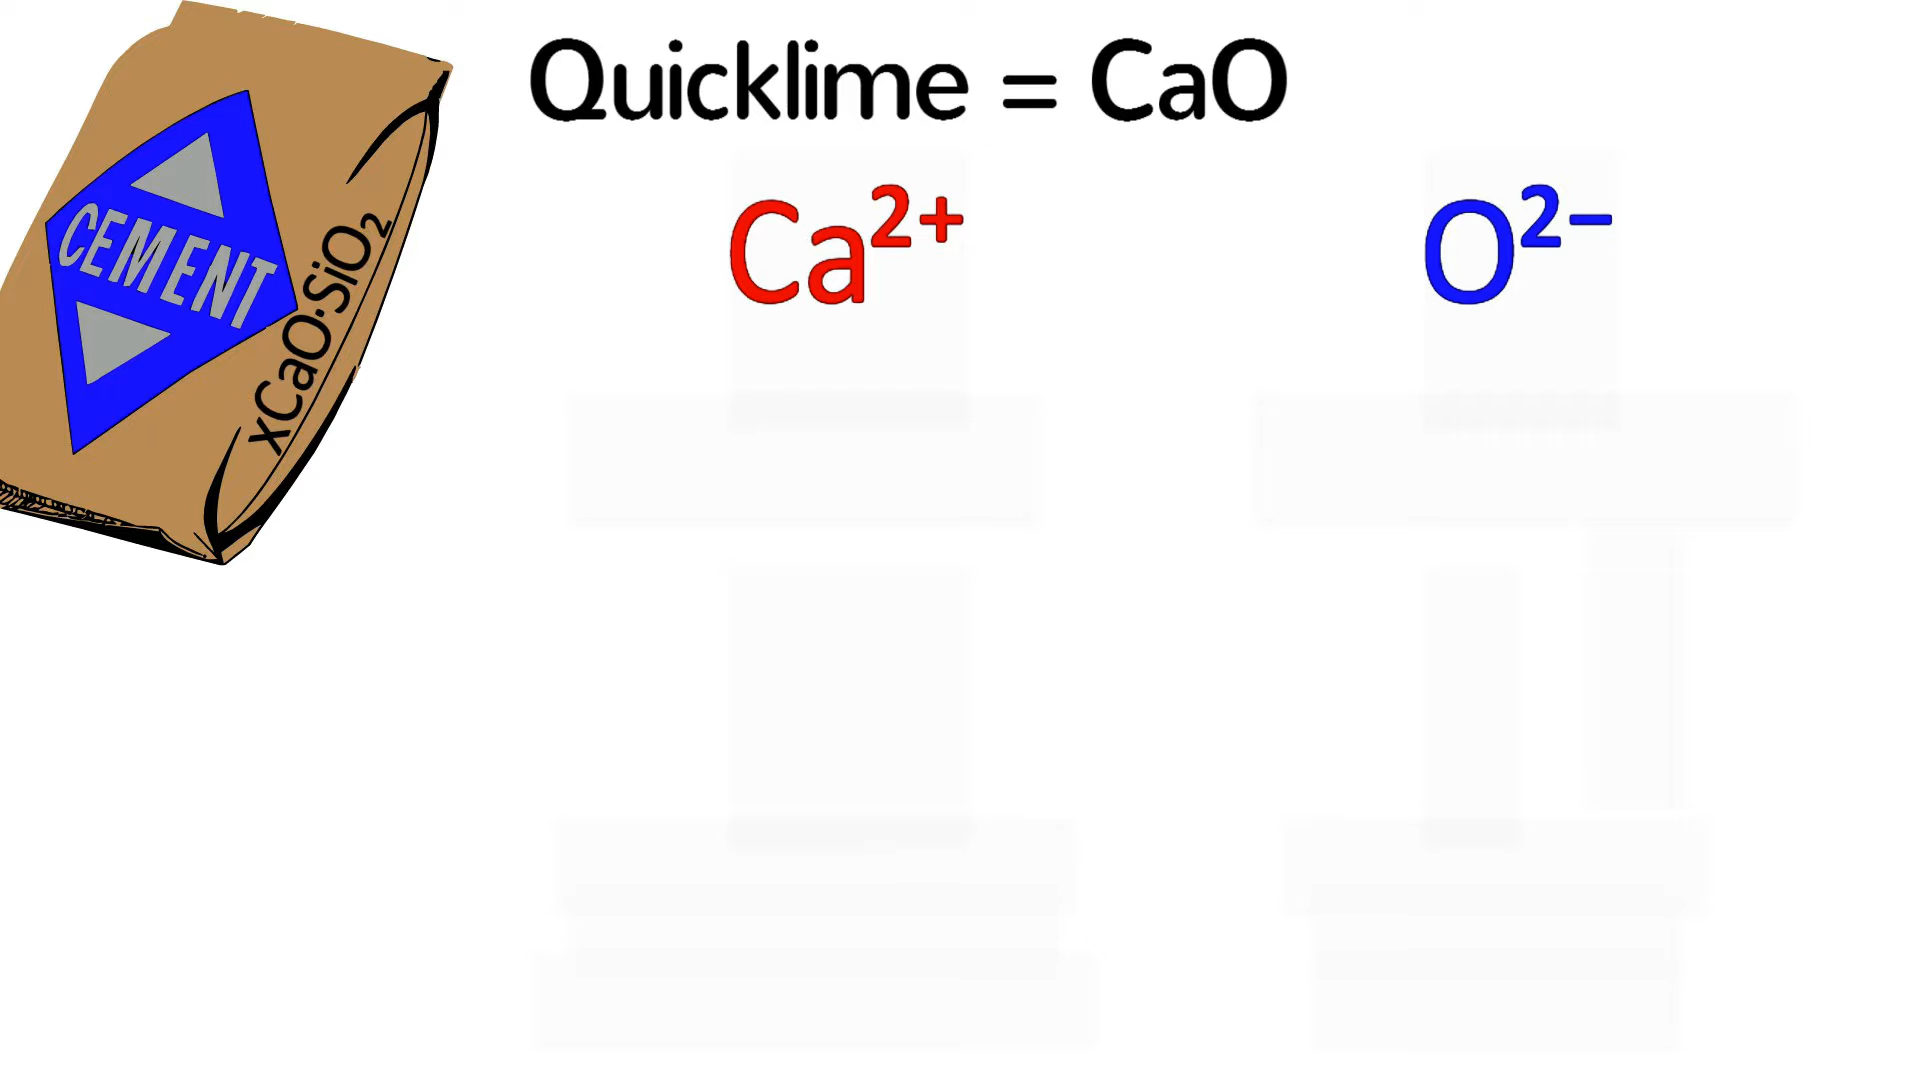 Quicklime = CaO
Ca²⁺
O²⁻
CEMENT
xCaO·SiO₂